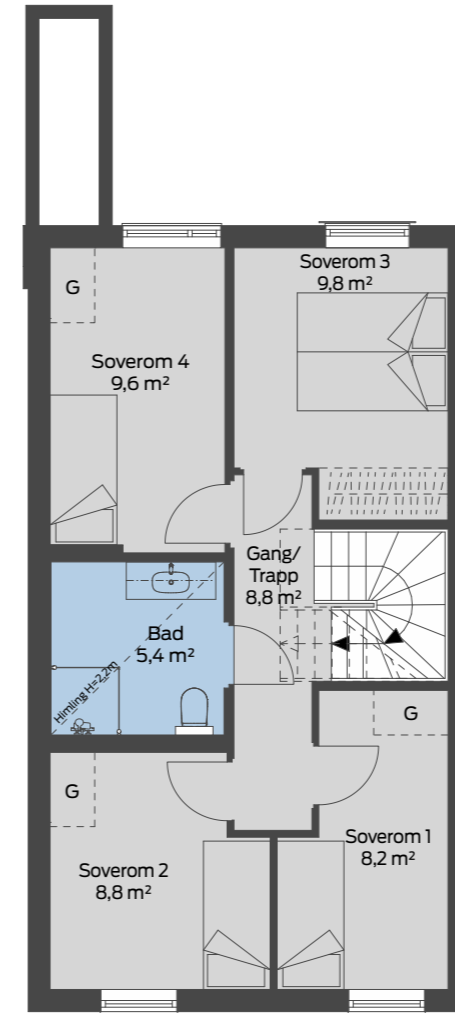 Soverom 3
9,8 m²
G
Soverom 4
9,6 m²
Gang/
Trapp
8,8 m²
Bad
5,4 m²
Himling H=2,2m
G
G
Soverom 1
8,2 m²
Soverom 2
8,8 m²